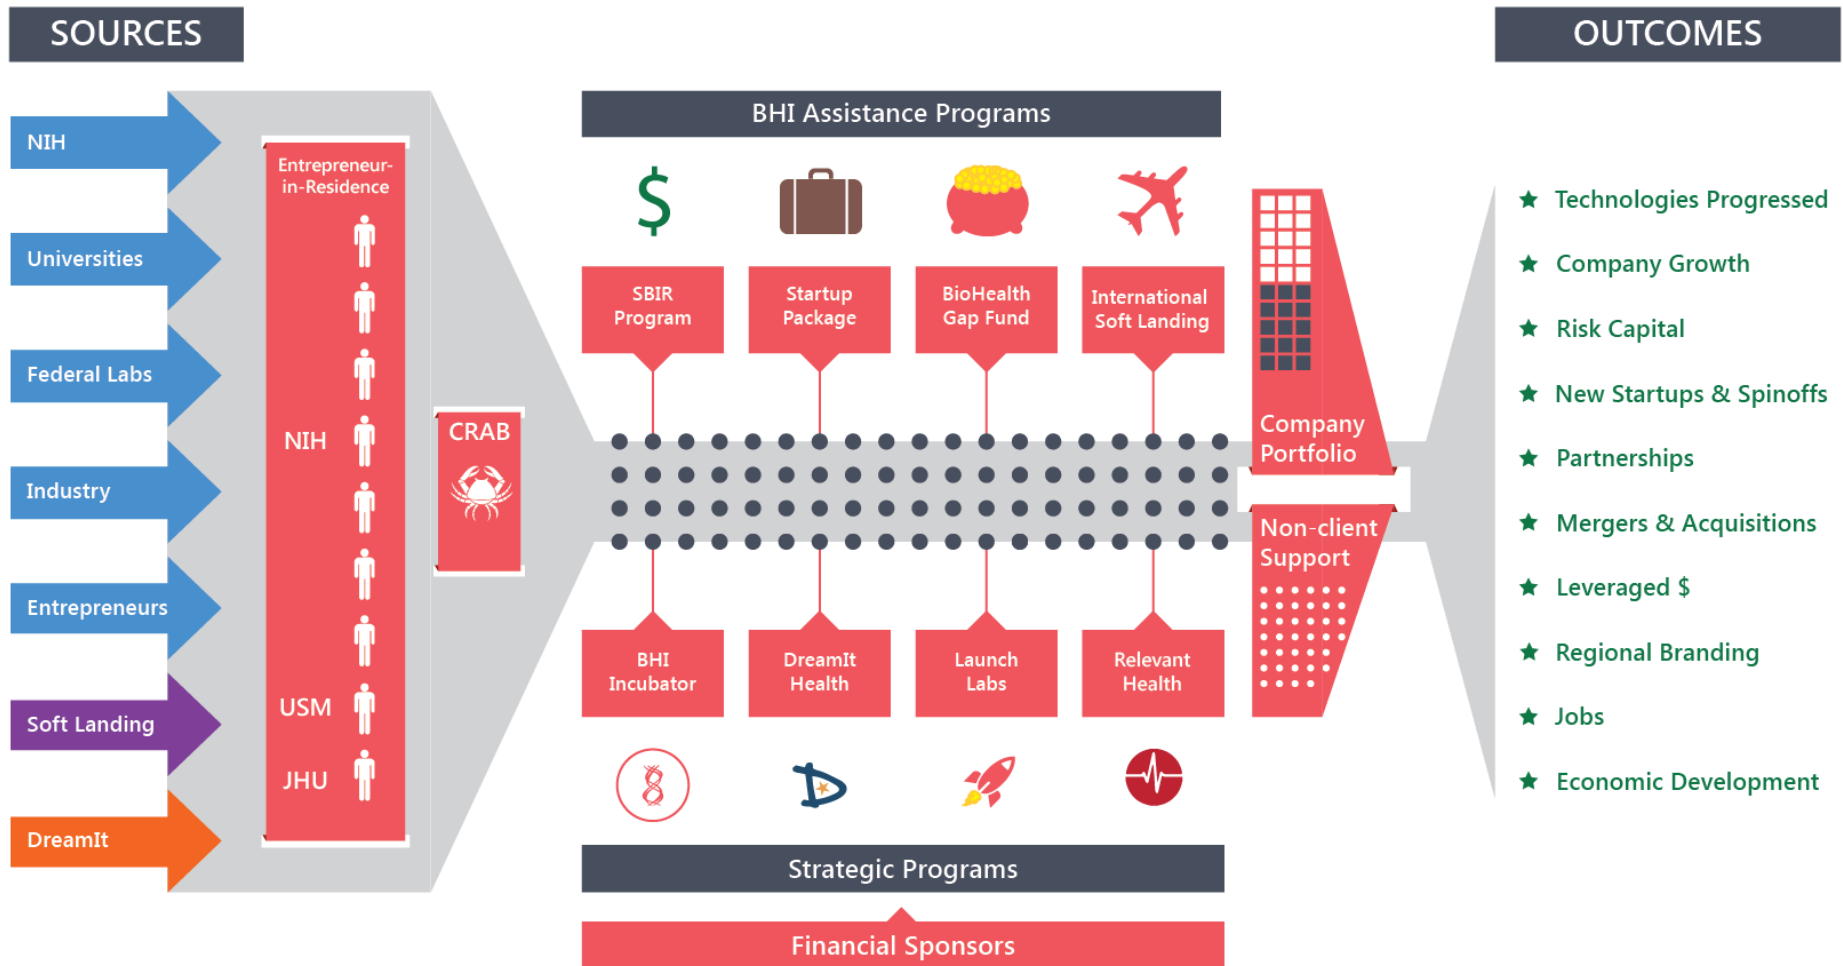 SOURCES
OUTCOMES
NIH
Universities
Federal Labs
Industry
Entrepreneurs
Soft Landing
DreamIt
Entrepreneur-
in-Residence
NIH
USM
JHU
CRAB
BHI Assistance Programs
SBIR
Program
Startup
Package
BioHealth
Gap Fund
International
Soft Landing
BHI
Incubator
DreamIt
Health
Launch
Labs
Relevant
Health
Strategic Programs
Financial Sponsors
Company
Portfolio
Non-client
Support
Technologies Progressed
Company Growth
Risk Capital
New Startups & Spinoffs
Partnerships
Mergers & Acquisitions
Leveraged $
Regional Branding
Jobs
Economic Development